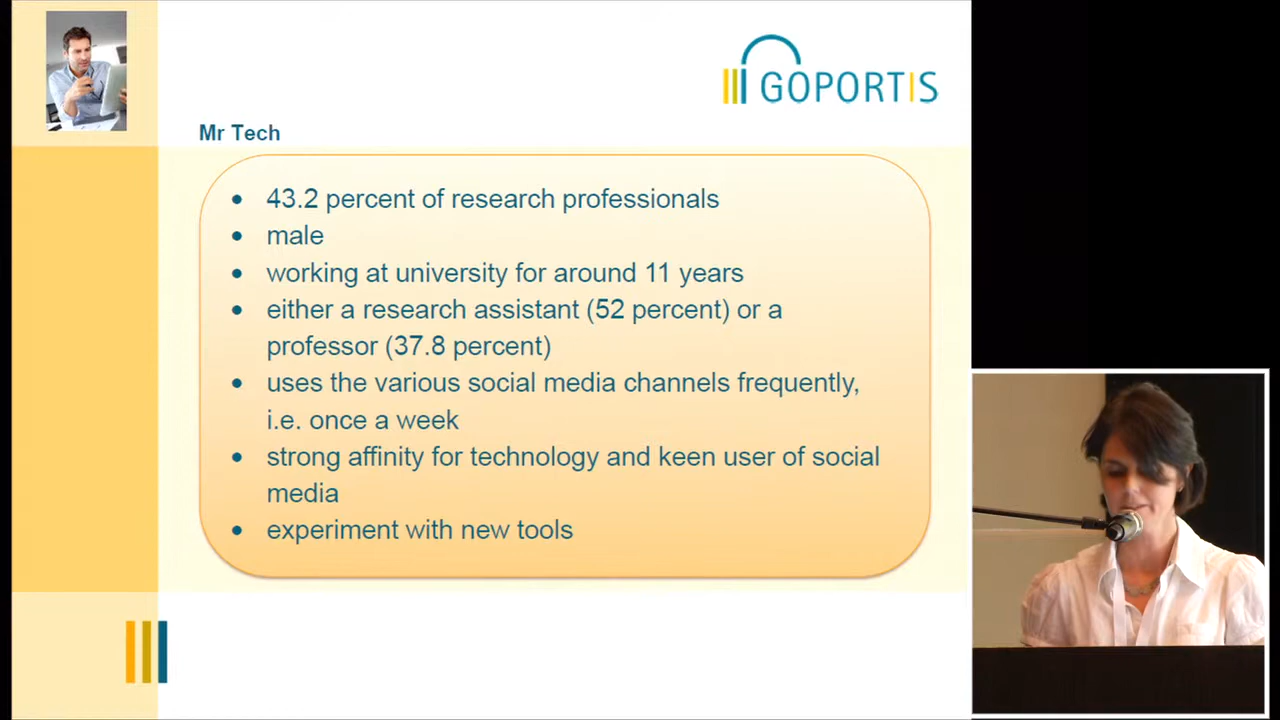 GOPORTIS
Mr Tech
• 43.2 percent of research professionals
• male
• working at university for around 11 years
• either a research assistant (52 percent) or a
professor (37.8 percent)
• uses the various social media channels frequently,
i.e. once a week
• strong affinity for technology and keen user of social
media
• experiment with new tools